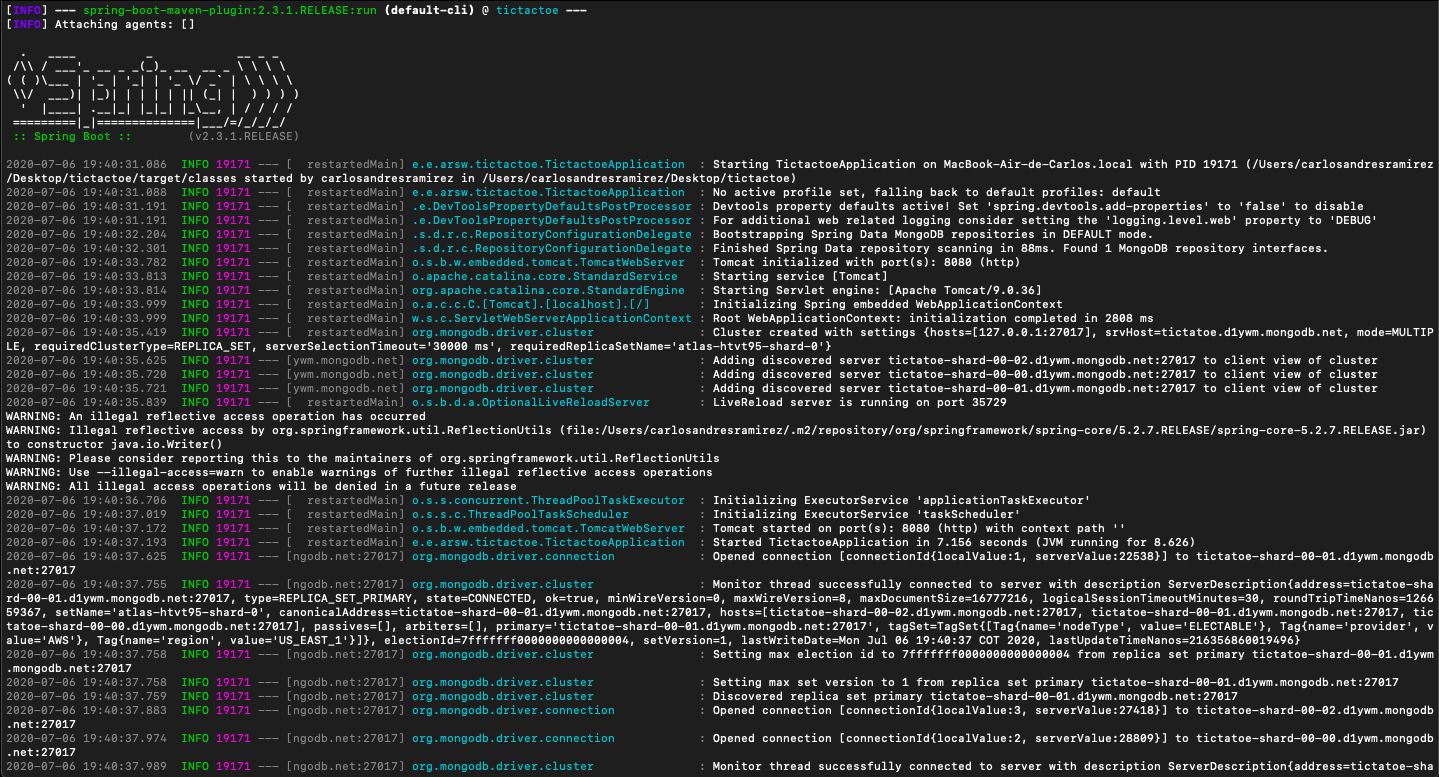 [INFO] --- spring-boot-maven-plugin:2.3.1.RELEASE:run (default-cli) @ tictactoe ---
[INFO] Attaching agents: []
  .   ____          _            __ _ _
 /\\ / ___'_ __ _ _(_)_ __  __ _ \ \ \ \
( ( )\___ | '_ | '_| | '_ \/ _` | \ \ \ \
 \\/  ___)| |_)| | | | | || (_| |  ) ) ) )
  '  |____| .__|_| |_|_| |_\__, | / / / /
 =========|_|==============|___/=/_/_/_/
 :: Spring Boot ::        (v2.3.1.RELEASE)
2020-07-06 19:40:31.086  INFO 19171 --- [  restartedMain] e.e.arsw.tictactoe.TictactoeApplication  : Starting TictactoeApplication on MacBook-Air-de-Carlos.local with PID 19171 (/Users/carlosandresramirez
/Desktop/tictactoe/target/classes started by carlosandresramirez in /Users/carlosandresramirez/Desktop/tictactoe)
2020-07-06 19:40:31.088  INFO 19171 --- [  restartedMain] e.e.arsw.tictactoe.TictactoeApplication  : No active profile set, falling back to default profiles: default
2020-07-06 19:40:31.191  INFO 19171 --- [  restartedMain] .e.DevToolsPropertyDefaultsPostProcessor : Devtools property defaults active! Set 'spring.devtools.add-properties' to 'false' to disable
2020-07-06 19:40:31.191  INFO 19171 --- [  restartedMain] .e.DevToolsPropertyDefaultsPostProcessor : For additional web related logging consider setting the 'logging.level.web' property to 'DEBUG'
2020-07-06 19:40:32.204  INFO 19171 --- [  restartedMain] .s.d.r.c.RepositoryConfigurationDelegate : Bootstrapping Spring Data MongoDB repositories in DEFAULT mode.
2020-07-06 19:40:32.301  INFO 19171 --- [  restartedMain] .s.d.r.c.RepositoryConfigurationDelegate : Finished Spring Data repository scanning in 88ms. Found 1 MongoDB repository interfaces.
2020-07-06 19:40:33.782  INFO 19171 --- [  restartedMain] o.s.b.w.embedded.tomcat.TomcatWebServer  : Tomcat initialized with port(s): 8080 (http)
2020-07-06 19:40:33.813  INFO 19171 --- [  restartedMain] o.apache.catalina.core.StandardService   : Starting service [Tomcat]
2020-07-06 19:40:33.814  INFO 19171 --- [  restartedMain] org.apache.catalina.core.StandardEngine  : Starting Servlet engine: [Apache Tomcat/9.0.36]
2020-07-06 19:40:33.999  INFO 19171 --- [  restartedMain] o.a.c.c.C.[Tomcat].[localhost].[/]       : Initializing Spring embedded WebApplicationContext
2020-07-06 19:40:33.999  INFO 19171 --- [  restartedMain] w.s.c.ServletWebServerApplicationContext : Root WebApplicationContext: initialization completed in 2808 ms
2020-07-06 19:40:35.419  INFO 19171 --- [  restartedMain] org.mongodb.driver.cluster               : Cluster created with settings {hosts=[127.0.0.1:27017], srvHost=tictatoe.d1ywm.mongodb.net, mode=MULTIP
LE, requiredClusterType=REPLICA_SET, serverSelectionTimeout='30000 ms', requiredReplicaSetName='atlas-htvt95-shard-0'}
2020-07-06 19:40:35.625  INFO 19171 --- [ywm.mongodb.net] org.mongodb.driver.cluster               : Adding discovered server tictatoe-shard-00-02.d1ywm.mongodb.net:27017 to client view of cluster
2020-07-06 19:40:35.720  INFO 19171 --- [ywm.mongodb.net] org.mongodb.driver.cluster               : Adding discovered server tictatoe-shard-00-00.d1ywm.mongodb.net:27017 to client view of cluster
2020-07-06 19:40:35.721  INFO 19171 --- [ywm.mongodb.net] org.mongodb.driver.cluster               : Adding discovered server tictatoe-shard-00-01.d1ywm.mongodb.net:27017 to client view of cluster
2020-07-06 19:40:35.839  INFO 19171 --- [  restartedMain] o.s.b.d.a.OptionalLiveReloadServer       : LiveReload server is running on port 35729
WARNING: An illegal reflective access operation has occurred
WARNING: Illegal reflective access by org.springframework.util.ReflectionUtils (file:/Users/carlosandresramirez/.m2/repository/org/springframework/spring-core/5.2.7.RELEASE/spring-core-5.2.7.RELEASE.jar)
to constructor java.io.Writer()
WARNING: Please consider reporting this to the maintainers of org.springframework.util.ReflectionUtils
WARNING: Use --illegal-access=warn to enable warnings of further illegal reflective access operations
WARNING: All illegal access operations will be denied in a future release
2020-07-06 19:40:36.706  INFO 19171 --- [  restartedMain] o.s.s.concurrent.ThreadPoolTaskExecutor  : Initializing ExecutorService 'applicationTaskExecutor'
2020-07-06 19:40:37.019  INFO 19171 --- [  restartedMain] o.s.s.c.ThreadPoolTaskScheduler          : Initializing ExecutorService 'taskScheduler'
2020-07-06 19:40:37.172  INFO 19171 --- [  restartedMain] o.s.b.w.embedded.tomcat.TomcatWebServer  : Tomcat started on port(s): 8080 (http) with context path ''
2020-07-06 19:40:37.193  INFO 19171 --- [  restartedMain] e.e.arsw.tictactoe.TictactoeApplication  : Started TictactoeApplication in 7.156 seconds (JVM running for 8.626)
2020-07-06 19:40:37.625  INFO 19171 --- [ngodb.net:27017] org.mongodb.driver.connection            : Opened connection [connectionId{localValue:1, serverValue:22538}] to tictatoe-shard-00-01.d1ywm.mongodb
.net:27017
2020-07-06 19:40:37.755  INFO 19171 --- [ngodb.net:27017] org.mongodb.driver.cluster               : Monitor thread successfully connected to server with description ServerDescription{address=tictatoe-sha
rd-00-01.d1ywm.mongodb.net:27017, type=REPLICA_SET_PRIMARY, state=CONNECTED, ok=true, minWireVersion=0, maxWireVersion=8, maxDocumentSize=16777216, logicalSessionTimeoutMinutes=30, roundTripTimeNanos=1266
59367, setName='atlas-htvt95-shard-0', canonicalAddress=tictatoe-shard-00-01.d1ywm.mongodb.net:27017, hosts=[tictatoe-shard-00-02.d1ywm.mongodb.net:27017, tictatoe-shard-00-01.d1ywm.mongodb.net:27017, tic
tatoe-shard-00-00.d1ywm.mongodb.net:27017], passives=[], arbiters=[], primary='tictatoe-shard-00-01.d1ywm.mongodb.net:27017', tagSet=TagSet{[Tag{name='nodeType', value='ELECTABLE'}, Tag{name='provider', v
alue='AWS'}, Tag{name='region', value='US_EAST_1'}]}, electionId=7fffffff0000000000000004, setVersion=1, lastWriteDate=Mon Jul 06 19:40:37 COT 2020, lastUpdateTimeNanos=216356860019496}
2020-07-06 19:40:37.758  INFO 19171 --- [ngodb.net:27017] org.mongodb.driver.cluster               : Setting max election id to 7fffffff0000000000000004 from replica set primary tictatoe-shard-00-01.d1ywm
.mongodb.net:27017
2020-07-06 19:40:37.758  INFO 19171 --- [ngodb.net:27017] org.mongodb.driver.cluster               : Setting max set version to 1 from replica set primary tictatoe-shard-00-01.d1ywm.mongodb.net:27017
2020-07-06 19:40:37.759  INFO 19171 --- [ngodb.net:27017] org.mongodb.driver.cluster               : Discovered replica set primary tictatoe-shard-00-01.d1ywm.mongodb.net:27017
2020-07-06 19:40:37.883  INFO 19171 --- [ngodb.net:27017] org.mongodb.driver.connection            : Opened connection [connectionId{localValue:3, serverValue:27418}] to tictatoe-shard-00-02.d1ywm.mongodb
.net:27017
2020-07-06 19:40:37.974  INFO 19171 --- [ngodb.net:27017] org.mongodb.driver.connection            : Opened connection [connectionId{localValue:2, serverValue:28809}] to tictatoe-shard-00-00.d1ywm.mongodb
.net:27017
2020-07-06 19:40:37.989  INFO 19171 --- [ngodb.net:27017] org.mongodb.driver.cluster               : Monitor thread successfully connected to server with description ServerDescription{address=tictatoe-sha